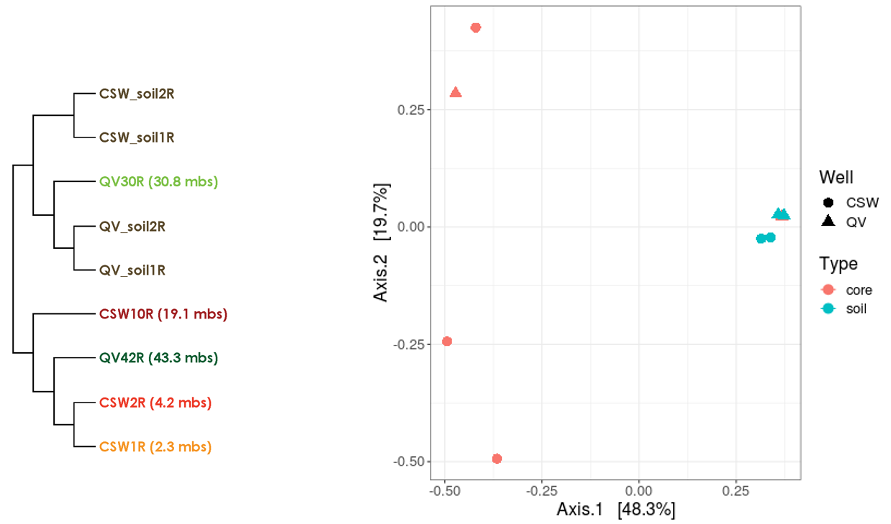 CSW_soil2R
CSW_soil1R
QV30R (30.8 mbs)
QV_soil2R
QV_soil1R
CSW10R (19.1 mbs)
QV42R (43.3 mbs)
CSW2R (4.2 mbs)
CSW1R (2.3 mbs)
Axis.2 [19.7%]
0.25
0.00
-0.25
-0.50
-0.50
-0.25
0.00
0.25
Axis.1 [48.3%]
Well
CSW
QV
Type
core
soil